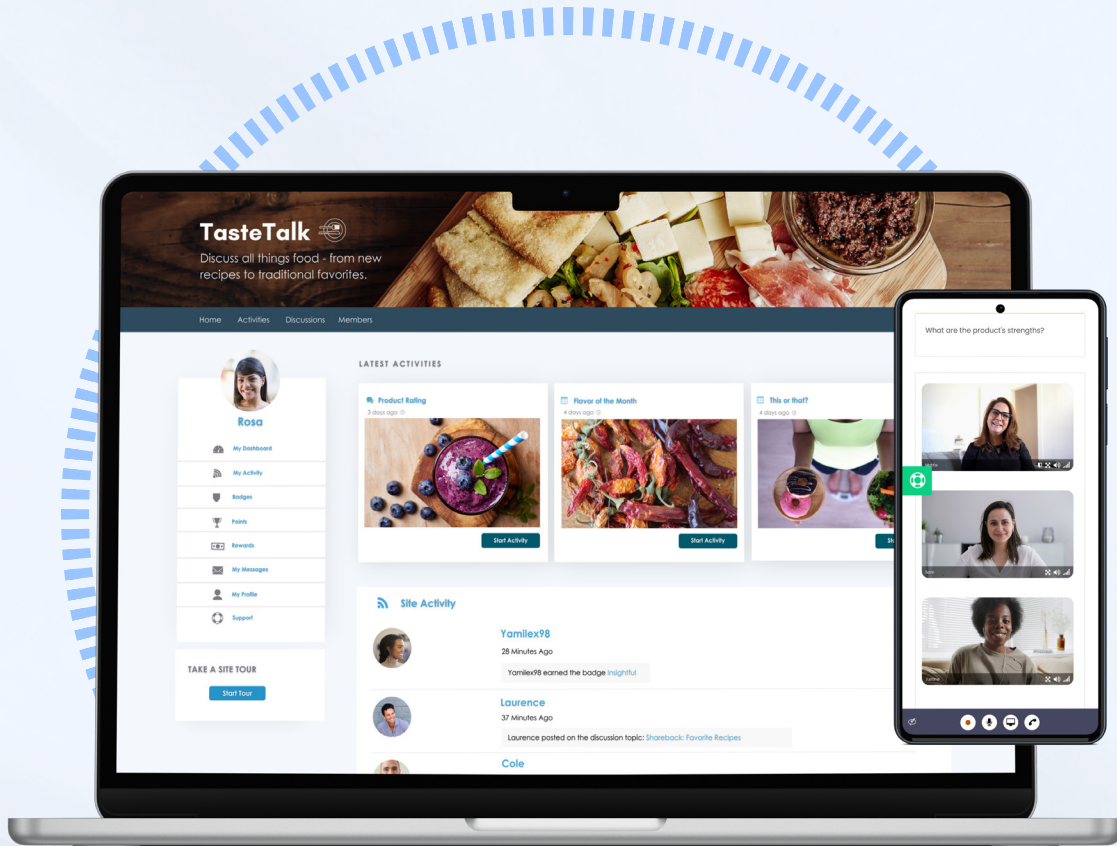 TasteTalk
Discuss all things food - from new
recipes to traditional favorites.
Home Activities Discussions Members
Rosa
My Dashboard
My Activity
Badges
Points
Rewards
My Messages
My Profile
Support
TAKE A SITE TOUR
Start Tour
LATEST ACTIVITIES
Product Rating
3 days ago
Start Activity
Flavor of the Month
4 days ago
Start Activity
This or that?
4 days ago
Site Activity
Yamilex98
28 Minutes Ago
Yamilex98 earned the badge Insightful
Laurence
37 Minutes Ago
Laurence posted on the discussion topic: Shareback: Favorite Recipes
Cole
What are the product's strengths?